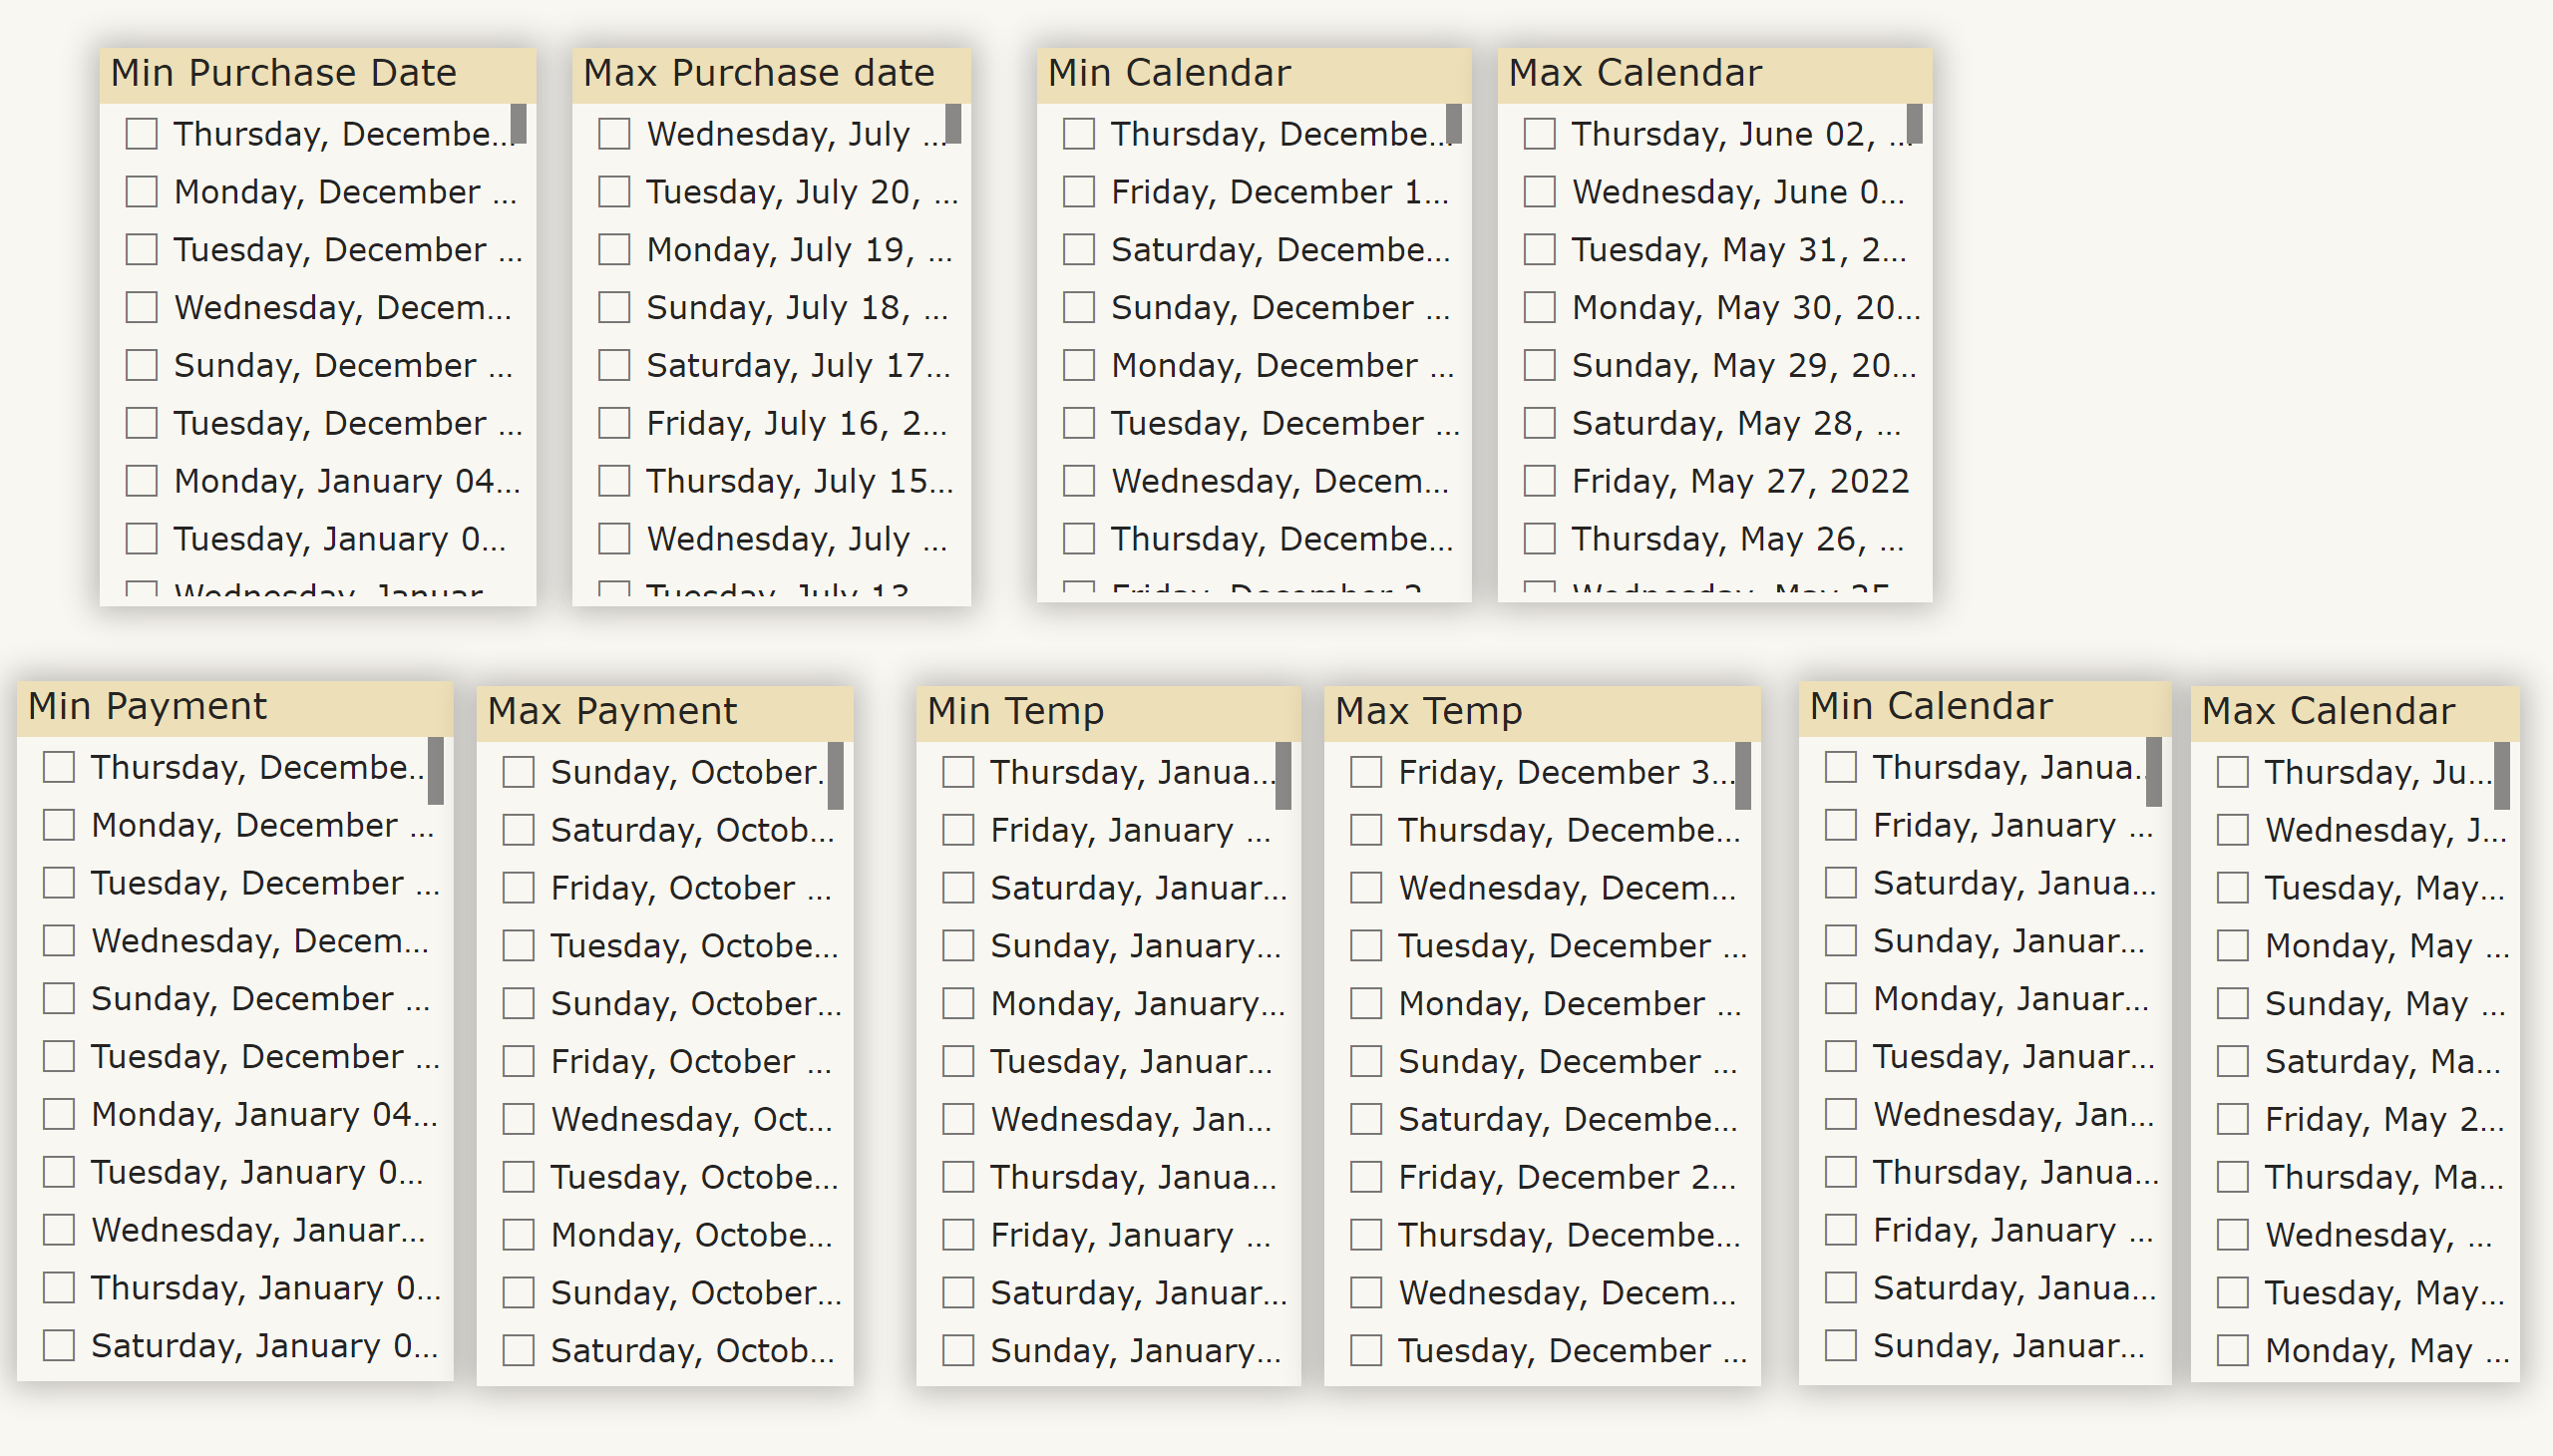 Min Purchase Date
Thursday, Decembe...
Monday, December ...
Tuesday, December ...
Wednesday, Decem...
Sunday, December ...
Tuesday, December ...
Monday, January 04...
Tuesday, January 0...
Wednesday, Januar...
Max Purchase date
Wednesday, July ...
Tuesday, July 20, ...
Monday, July 19, ...
Sunday, July 18, ...
Saturday, July 17...
Friday, July 16, 2...
Thursday, July 15...
Wednesday, July ...
Tuesday, July 13
Min Calendar
Thursday, Decembe...
Friday, December 1...
Saturday, Decembe...
Sunday, December ...
Monday, December ...
Tuesday, December ...
Wednesday, Decem...
Thursday, Decembe...
Friday, December 2
Max Calendar
Thursday, June 02, ...
Wednesday, June 0...
Tuesday, May 31, 2...
Monday, May 30, 20...
Sunday, May 29, 20...
Saturday, May 28, ...
Friday, May 27, 2022
Thursday, May 26, ...
Wednesday, May 25
Min Payment
Thursday, Decembe...
Monday, December ...
Tuesday, December ...
Wednesday, Decem...
Sunday, December ...
Tuesday, December ...
Monday, January 04...
Tuesday, January 0...
Wednesday, Januar...
Thursday, January 0...
Saturday, January 0...
Max Payment
Sunday, October...
Saturday, Octob...
Friday, October ...
Tuesday, Octobe...
Sunday, October...
Friday, October ...
Wednesday, Oct...
Tuesday, Octobe...
Monday, Octobe...
Sunday, October...
Saturday, Octob...
Min Temp
Thursday, Janua...
Friday, January ...
Saturday, Januar...
Sunday, January...
Monday, January...
Tuesday, Januar...
Wednesday, Jan...
Thursday, Janua...
Friday, January ...
Saturday, Januar...
Sunday, January...
Max Temp
Friday, December 3...
Thursday, Decembe...
Wednesday, Decem...
Tuesday, December ...
Monday, December ...
Sunday, December ...
Saturday, Decembe...
Friday, December 2...
Thursday, Decembe...
Wednesday, Decem...
Tuesday, December ...
Min Calendar
Thursday, Janua...
Friday, January ...
Saturday, Janua...
Sunday, Januar...
Monday, Januar...
Tuesday, Januar...
Wednesday, Jan...
Thursday, Janua...
Friday, January ...
Saturday, Janua...
Sunday, Januar...
Max Calendar
Thursday, Ju...
Wednesday, J...
Tuesday, May...
Monday, May ...
Sunday, May ...
Saturday, Ma...
Friday, May 2...
Thursday, Ma...
Wednesday, ...
Tuesday, May...
Monday, May ...